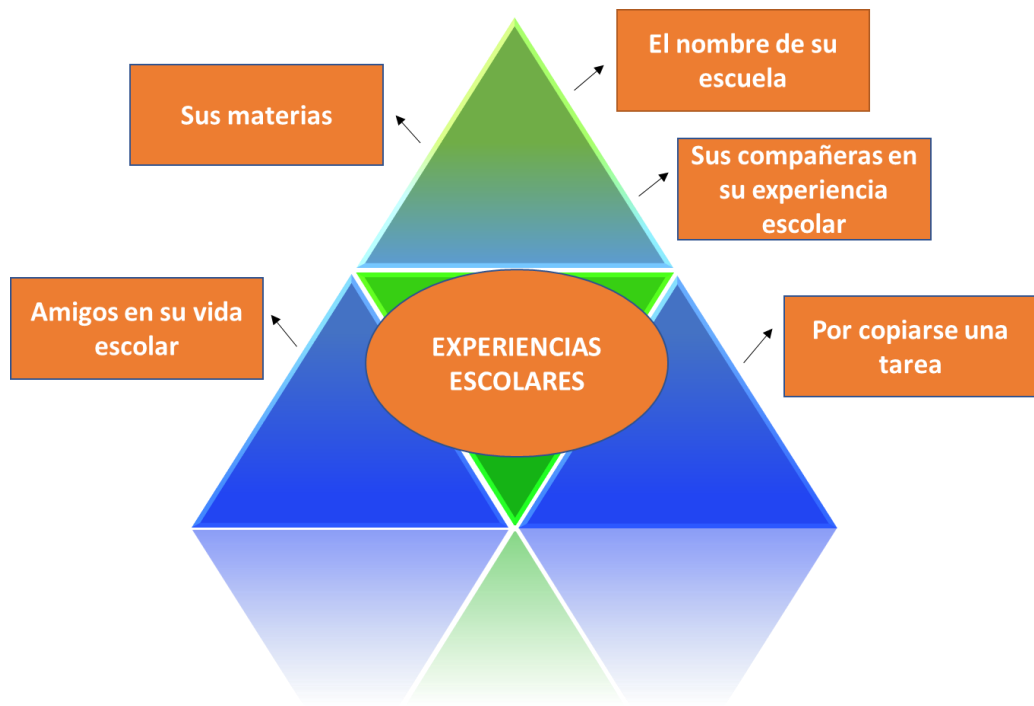 El nombre de su
escuela
Sus materias
Sus compañeras en
su experiencia
escolar
Amigos en su vida
escolar
EXPERIENCIAS
ESCOLARES
Por copiarse una
tarea